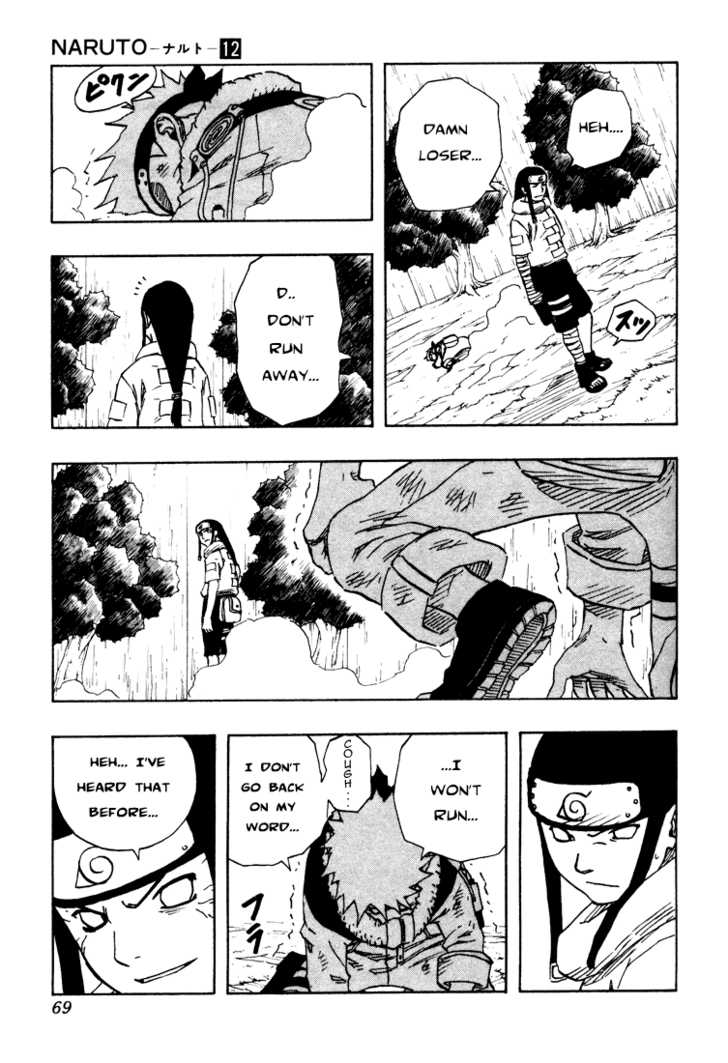 NARUTO—ナルト—12
HEH....
DAMN
LOSER...
スッ
ピクン
D..
DON'T
RUN
AWAY...
...I
WON'T
RUN...
COUGH...
I DON'T
GO BACK
ON MY
WORD...
フラ
HEH... I'VE
HEARD THAT
BEFORE...
69